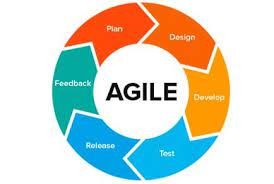 Plan
Design
Develop
Test
Release
Feedback
AGILE